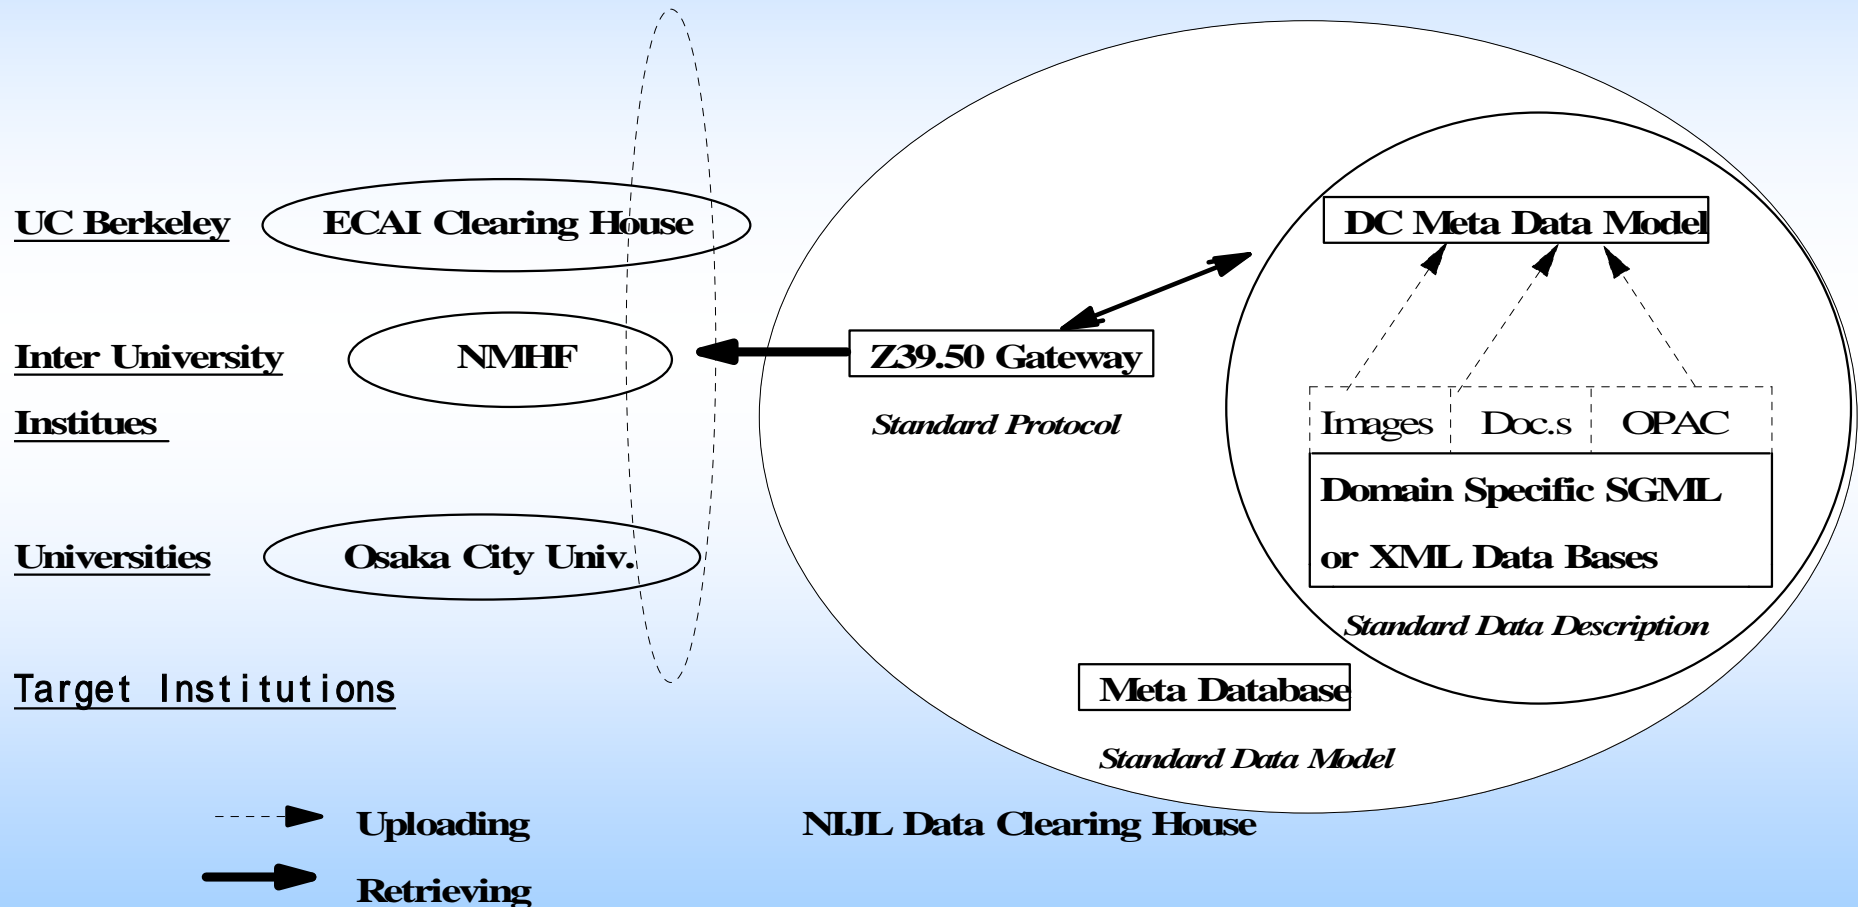 UC Berkeley
ECAI Clearing House
Inter University
Institues
NMHF
Universities
Osaka City Univ.
Target Institutions
Z39.50 Gateway
Standard Protocol
DC Meta Data Model
Images
Doc.s
OPAC
Domain Specific SGML
or XML Data Bases
Standard Data Description
Meta Database
Standard Data Model
Uploading
Retrieving
NIJL Data Clearing House